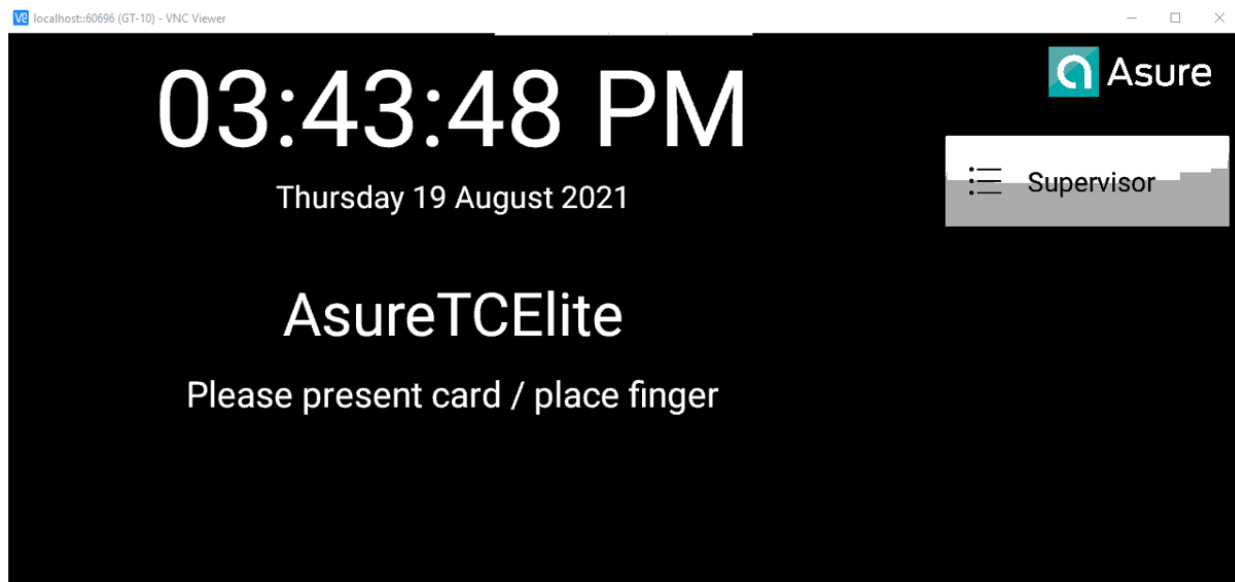 localhost::60696 (GT-10) - VNC Viewer
03:43:48 PM
Asure
Thursday 19 August 2021
Supervisor
AsureTCElite
Please present card / place finger